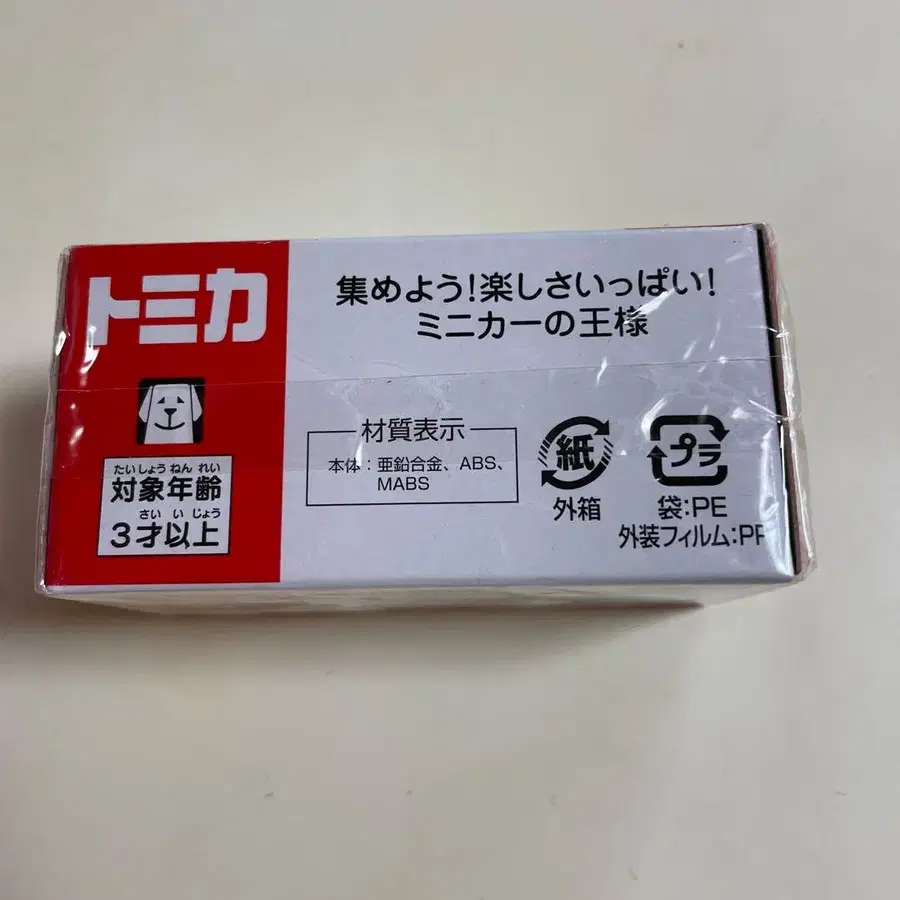 トミカ
集めよう!楽しさいっぱい!
ミニカーの王様
たいしょうねんれい
対象年齢
さいいじょう
3才以上
材質表示
本体:亜鉛合金、ABS、
MABS
紙
外箱
プラ
袋:PE
外装フィルム:PP